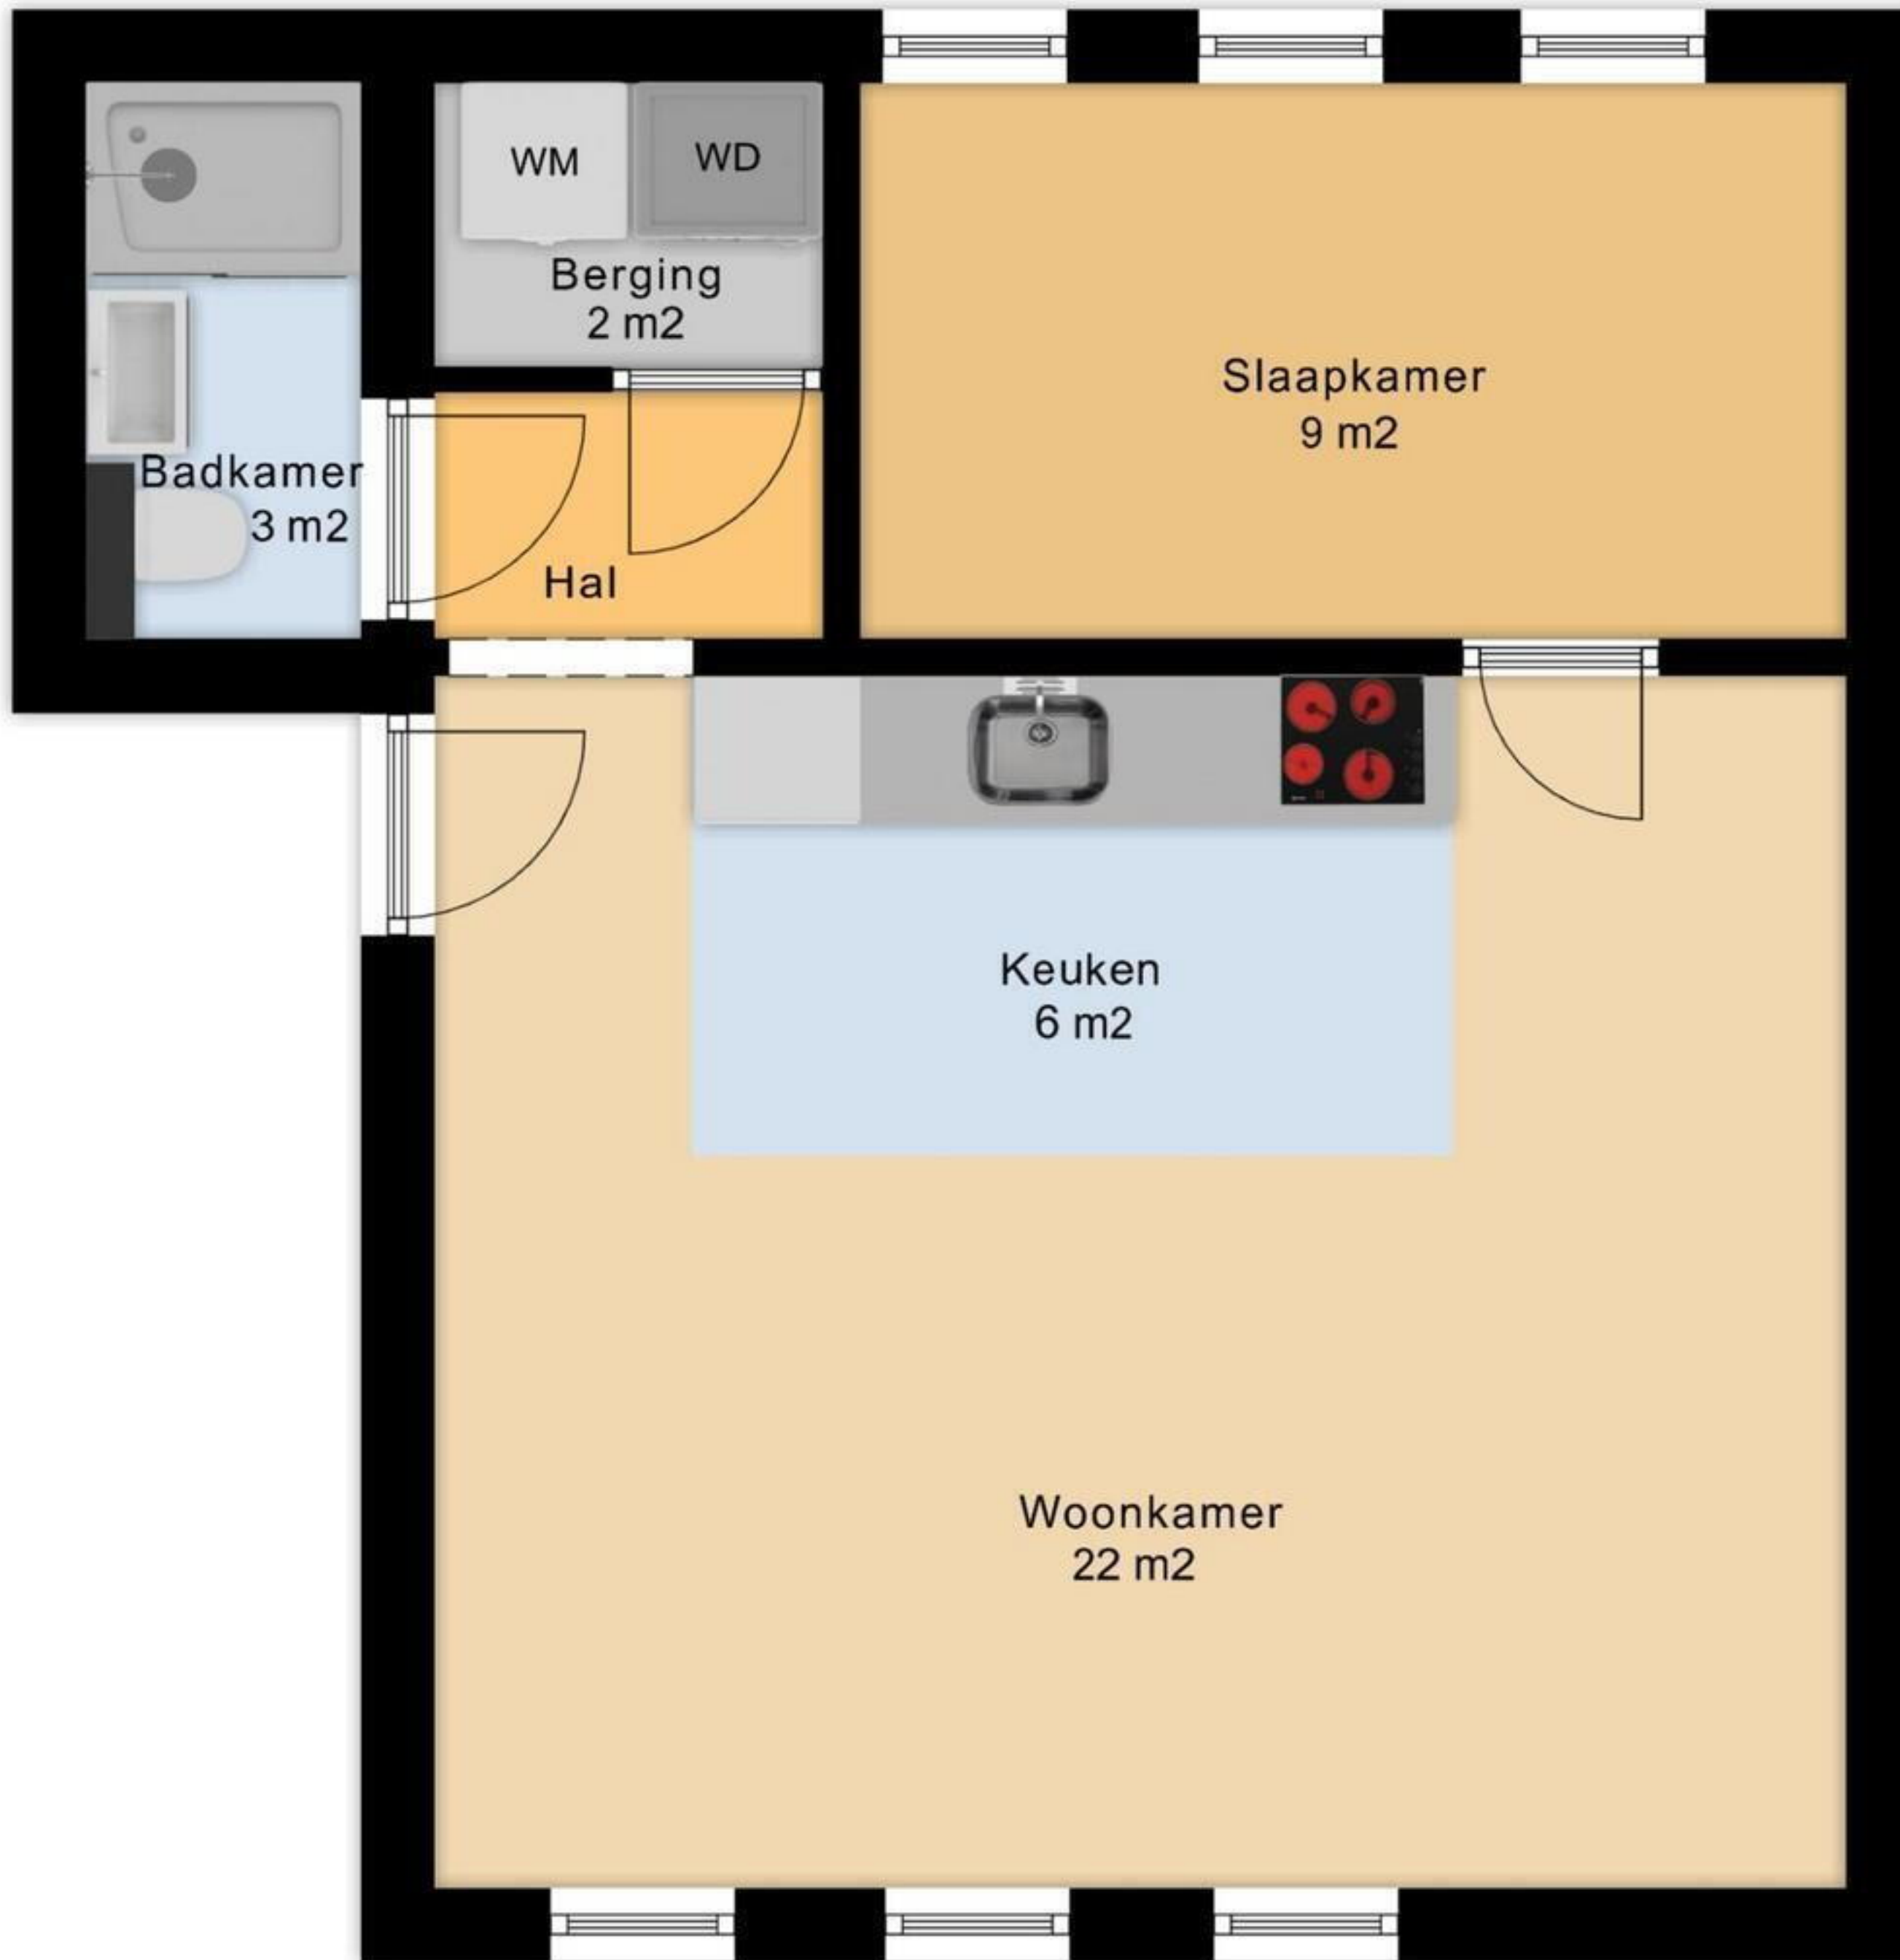 WM
WD
Berging
2 m2
Slaapkamer
9 m2
Badkamer
3 m2
Hal
Keuken
6 m2
Woonkamer
22 m2